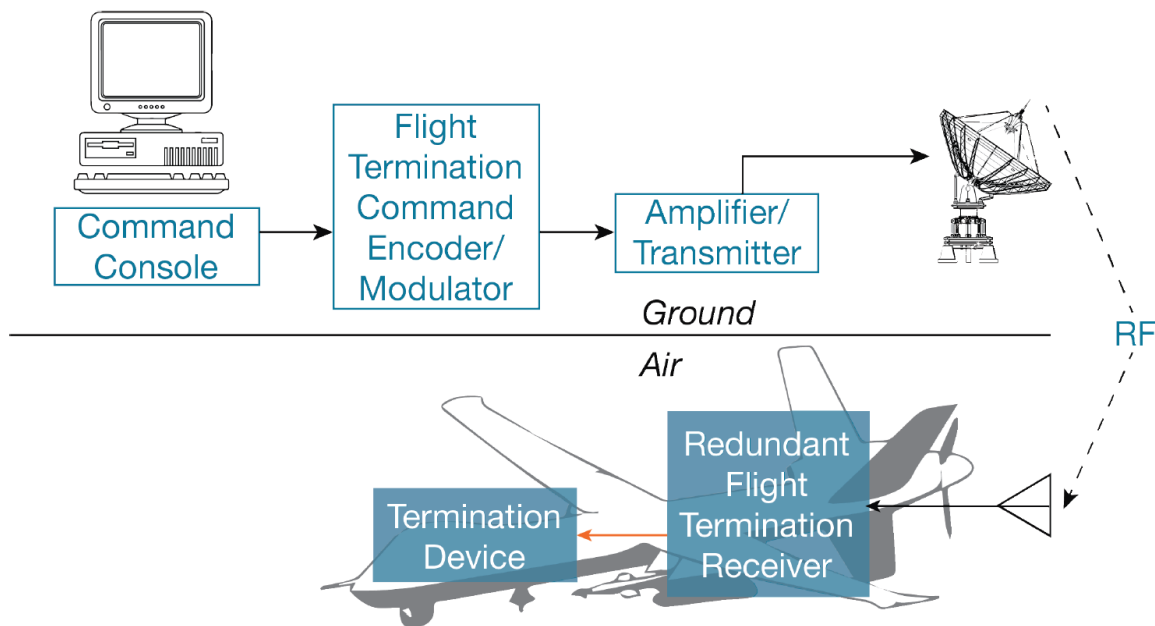 Command
Console
Flight
Termination
Command
Encoder/
Modulator
Amplifier/
Transmitter
Ground
RF
Air
Redundant
Flight
Termination
Receiver
Termination
Device